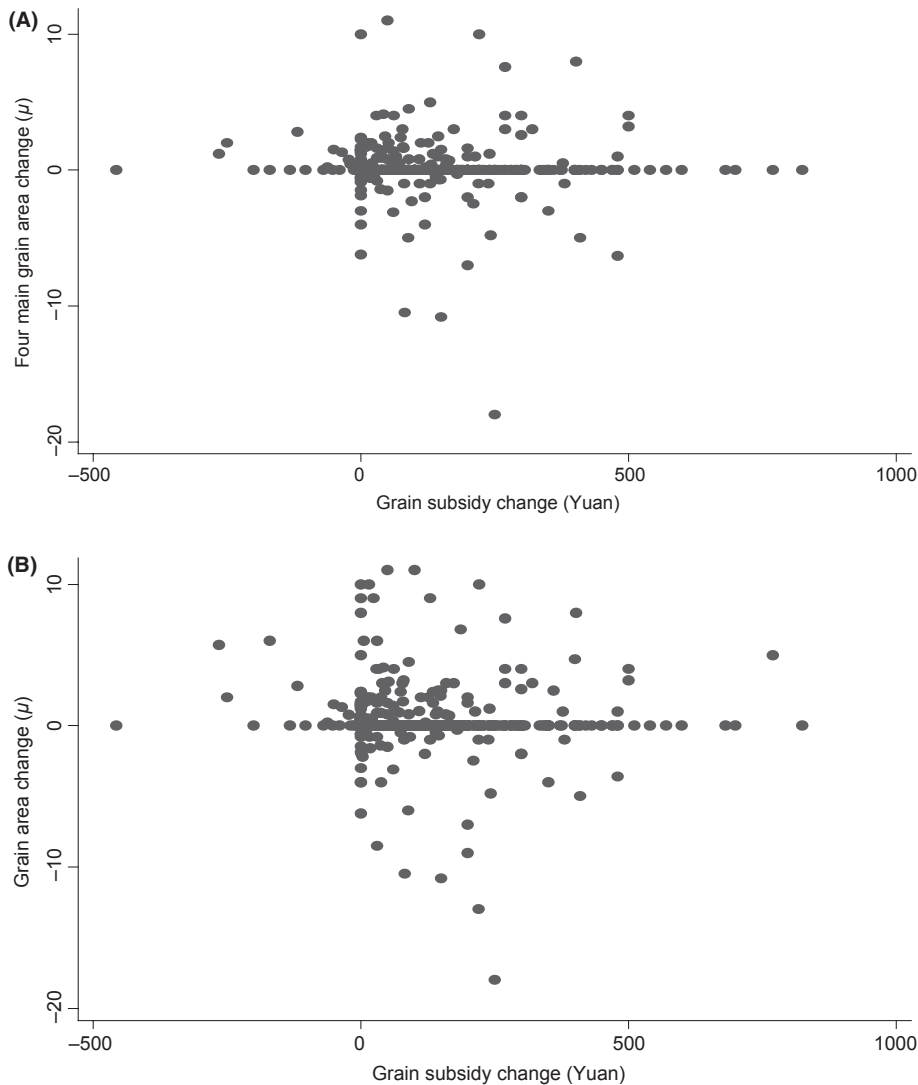 (A)
Four main grain area change (μ)
10
0
–10
–20
–500
0
500
1000
Grain subsidy change (Yuan)
(B)
Grain area change (μ)
10
0
–10
–20
–500
0
500
1000
Grain subsidy change (Yuan)